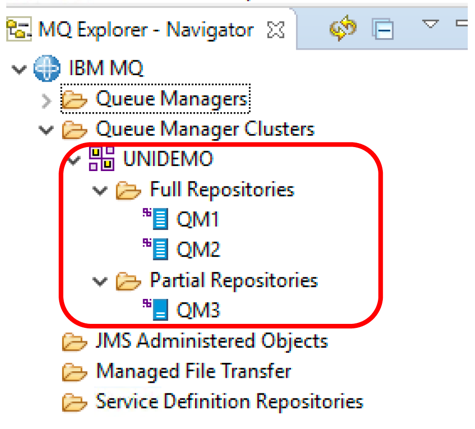 MQ Explorer - Navigator
IBM MQ
Queue Managers
Queue Manager Clusters
UNIDEMO
Full Repositories
QM1
QM2
Partial Repositories
QM3
JMS Administered Objects
Managed File Transfer
Service Definition Repositories